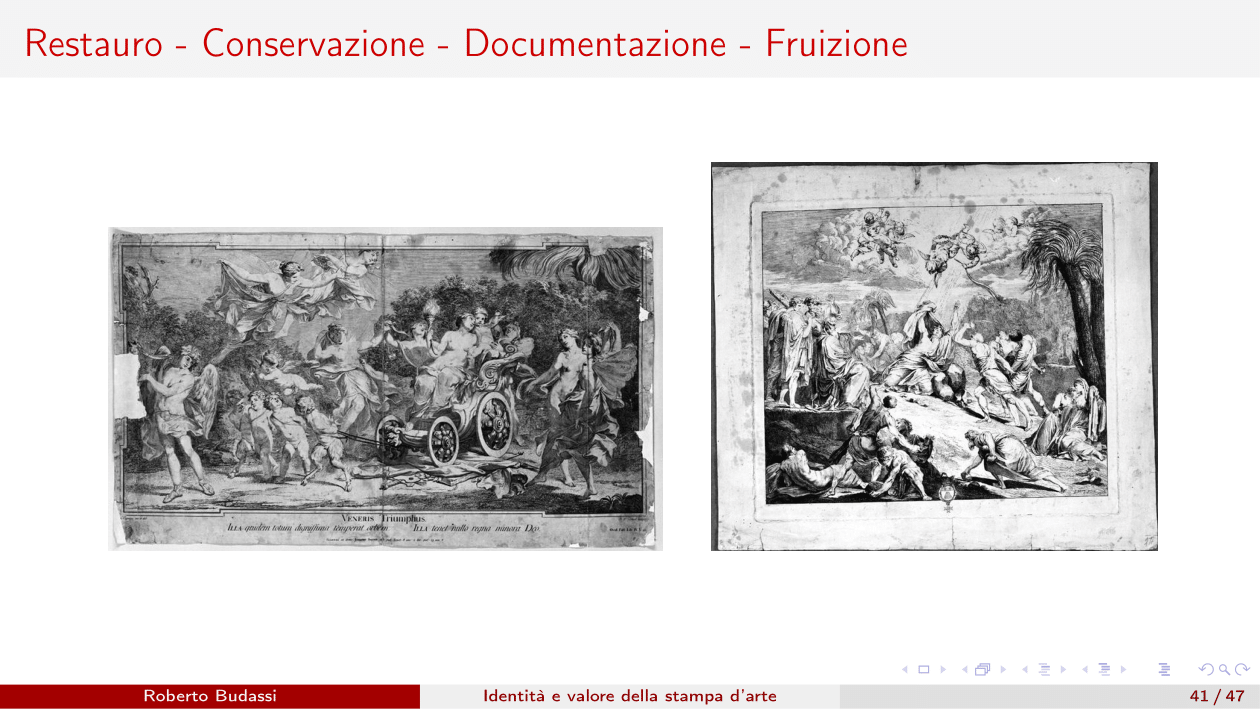 Restauro - Conservazione - Documentazione - Fruizione
Veneris Triumphus
Illa quidem totum dignissima temperat orbem Illa tenet nullo regna minora Deo.
Roberto Budassi
Identità e valore della stampa d'arte
41 / 47